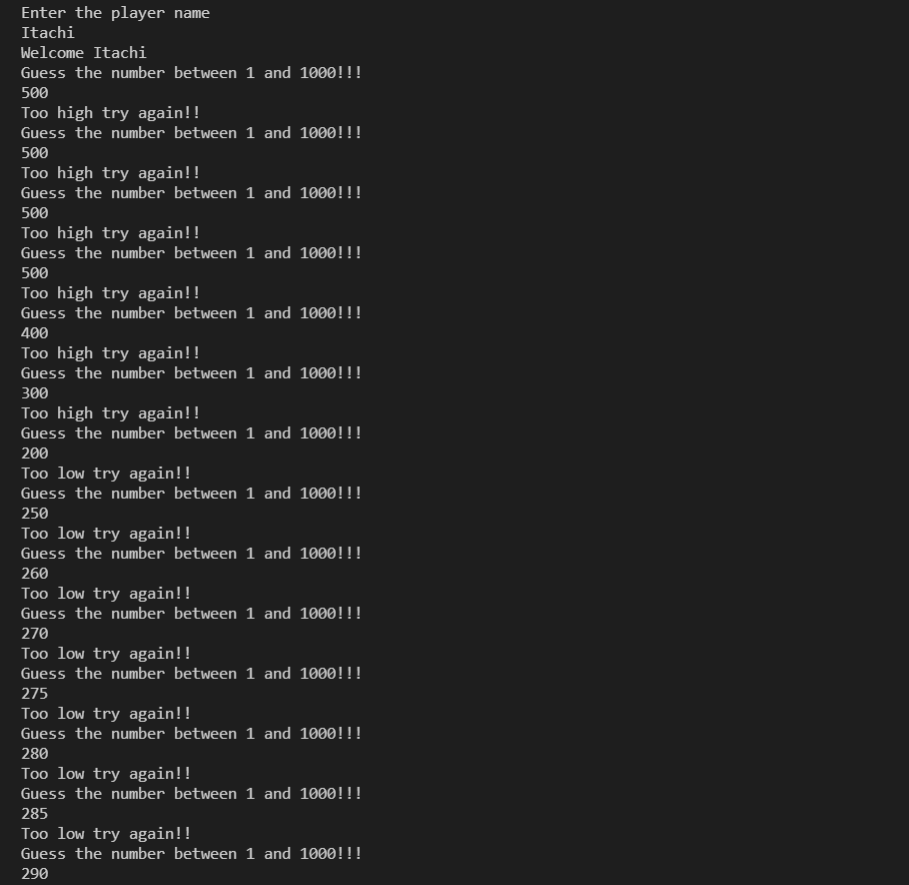 Enter the player name
Itachi
Welcome Itachi
Guess the number between 1 and 1000!!!
500
Too high try again!!
Guess the number between 1 and 1000!!!
500
Too high try again!!
Guess the number between 1 and 1000!!!
500
Too high try again!!
Guess the number between 1 and 1000!!!
500
Too high try again!!
Guess the number between 1 and 1000!!!
400
Too high try again!!
Guess the number between 1 and 1000!!!
300
Too high try again!!
Guess the number between 1 and 1000!!!
200
Too low try again!!
Guess the number between 1 and 1000!!!
250
Too low try again!!
Guess the number between 1 and 1000!!!
260
Too low try again!!
Guess the number between 1 and 1000!!!
270
Too low try again!!
Guess the number between 1 and 1000!!!
275
Too low try again!!
Guess the number between 1 and 1000!!!
280
Too low try again!!
Guess the number between 1 and 1000!!!
285
Too low try again!!
Guess the number between 1 and 1000!!!
290